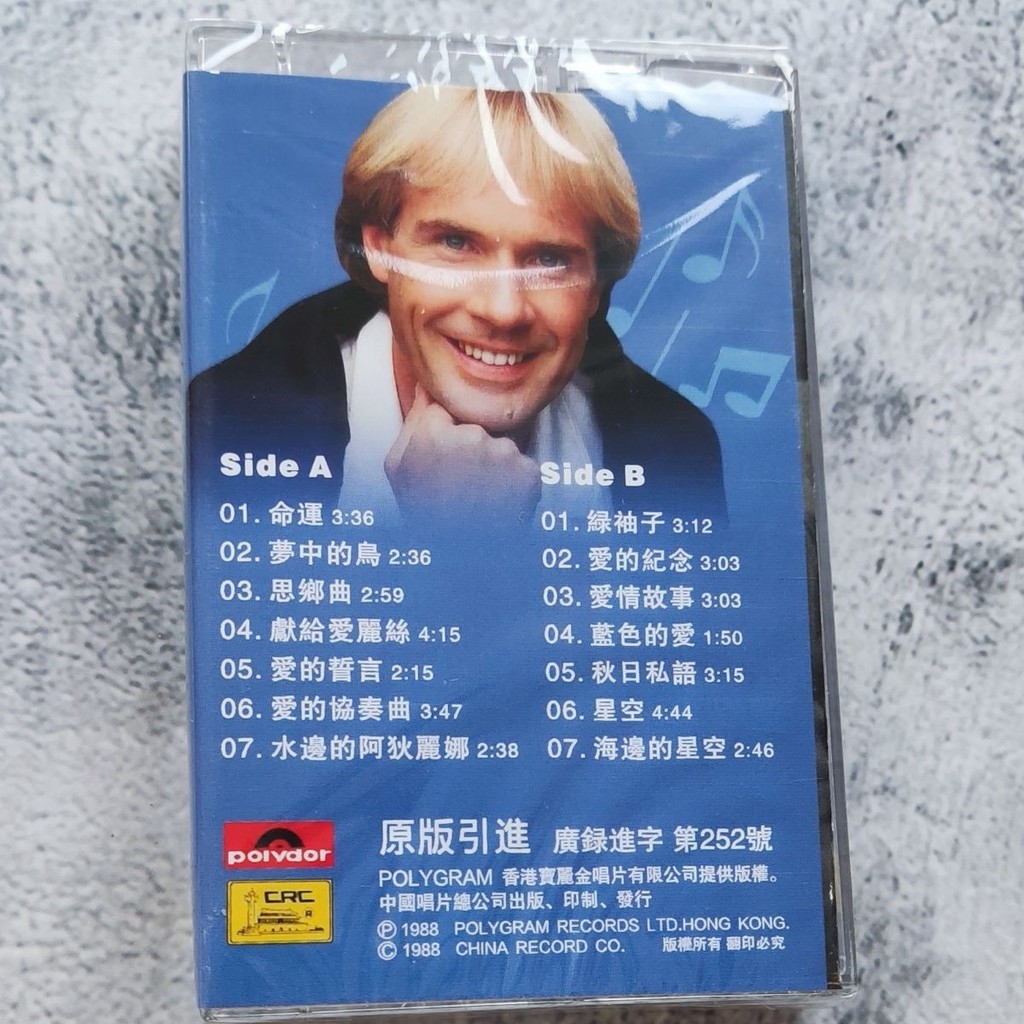 Side A
01. 命運 3:36
02. 夢中的鳥 2:36
03. 思鄉曲 2:59
04. 獻給愛麗絲 4:15
05. 愛的誓言 2:15
06. 愛的協奏曲 3:47
07. 水邊的阿狄麗娜 2:38
Side B
01. 緑袖子 3:12
02. 愛的紀念 3:03
03. 愛情故事 3:03
04. 藍色的愛 1:50
05. 秋日私語 3:15
06. 星空 4:44
07. 海邊的星空 2:46
polydor
CRC
原版引進 廣録進字 第252號
POLYGRAM 香港寶麗金唱片有限公司提供版權。
中國唱片總公司出版、印制、發行
Ⓟ 1988 POLYGRAM RECORDS LTD.HONG KONG.
© 1988 CHINA RECORD CO. 版權所有 翻印必究